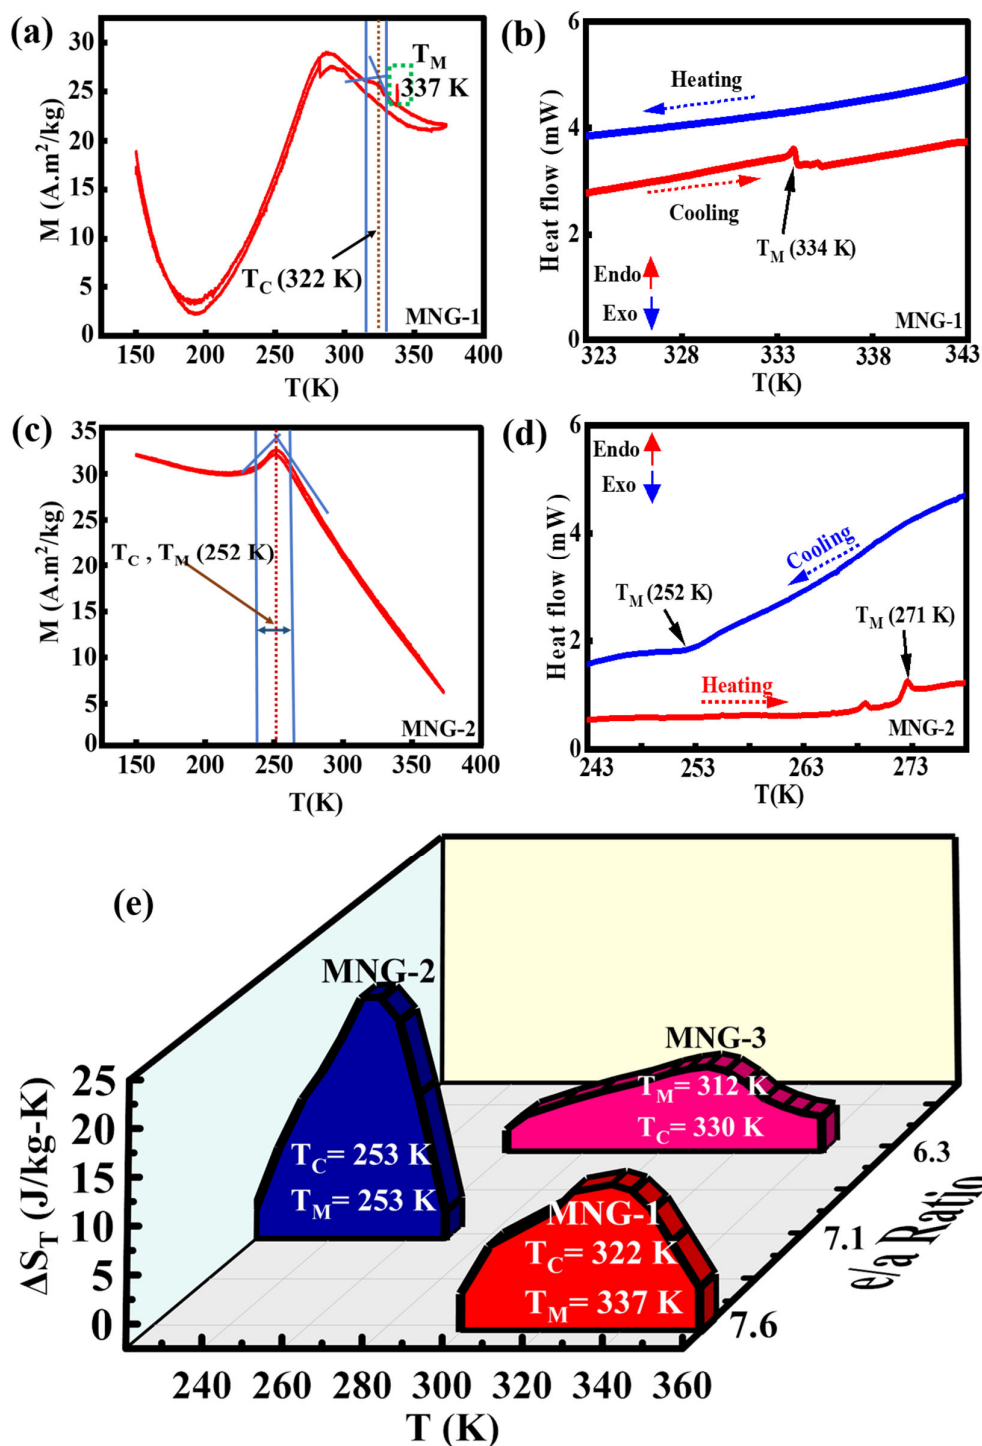 (a)
30
25
20
15
10
5
0
M (A.m²/kg)
T_M
337 K
T_C (322 K)
MNG-1
150 200 250 300 350 400
T(K)
(b)
6
4
2
0
Heat flow (mW)
Heating
Cooling
T_M (334 K)
Endo
Exo
MNG-1
323 328 333 338 343
T(K)
(c)
35
30
25
20
15
10
5
0
M (A.m²/kg)
T_C , T_M (252 K)
MNG-2
150 200 250 300 350 400
T(K)
(d)
6
4
2
0
Heat flow (mW)
Endo
Exo
Cooling
T_M (252 K)
T_M (271 K)
Heating
MNG-2
243 253 263 273
T(K)
(e)
MNG-2
T_C= 253 K
T_M= 253 K
MNG-3
T_M= 312 K
T_C= 330 K
MNG-1
T_C= 322 K
T_M= 337 K
25
20
15
10
5
0
ΔS_T (J/kg-K)
6.3
7.1
7.6
e/a Ratio
240 260 280 300 320 340 360
T (K)